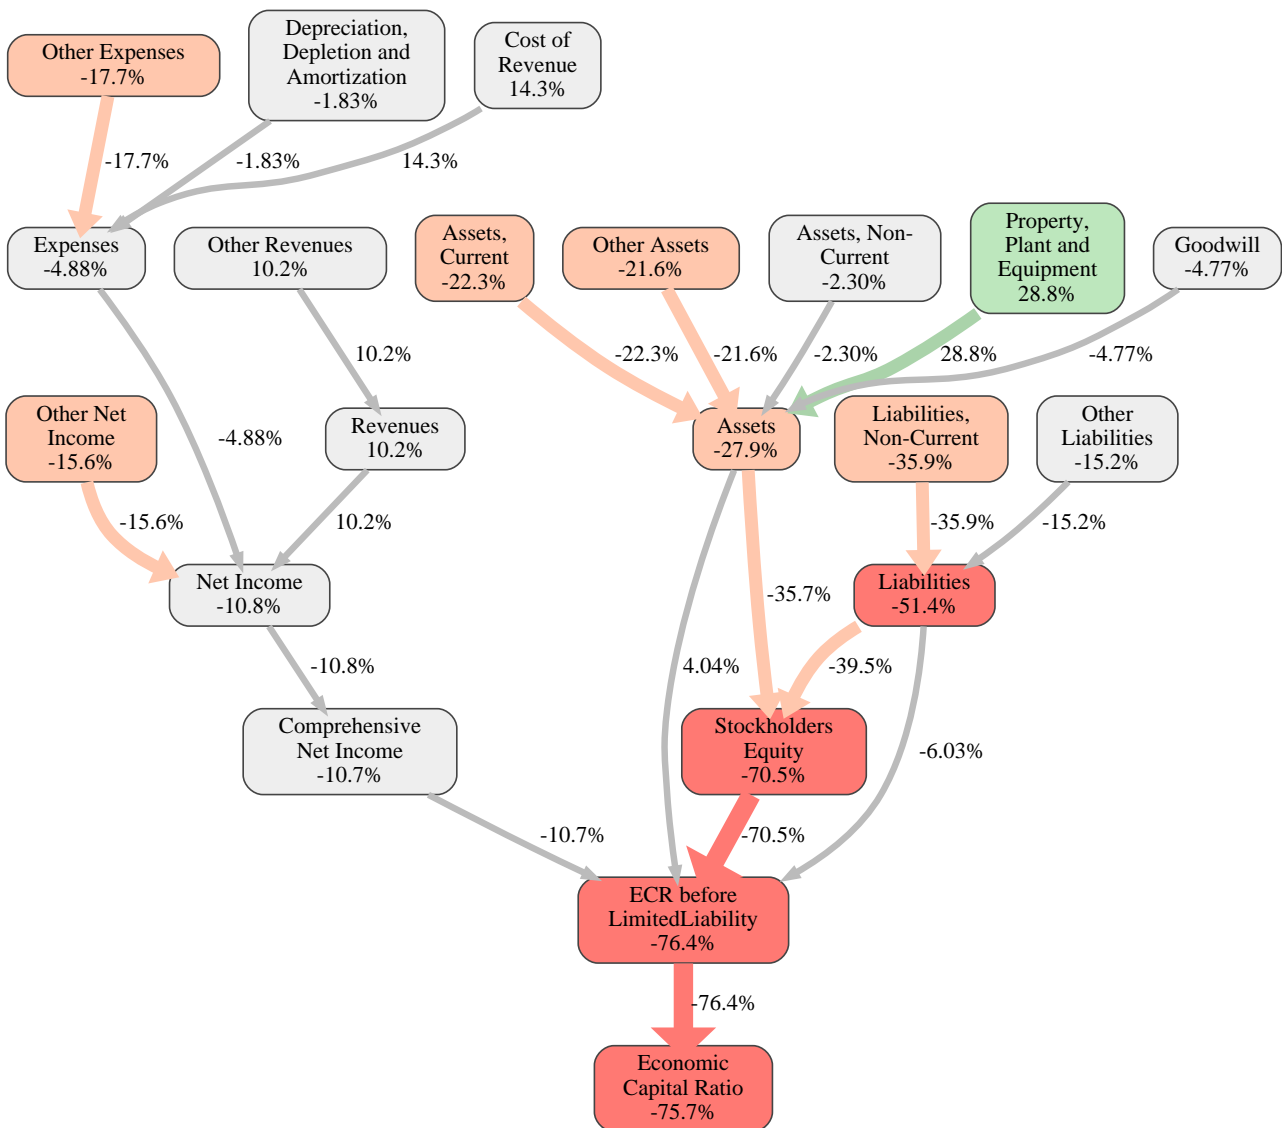 Other Expenses
-17.7%
Depreciation,
Depletion and
Amortization
-1.83%
Cost of
Revenue
14.3%
-17.7%
-1.83%
14.3%
Expenses
-4.88%
Other Revenues
10.2%
Assets,
Current
-22.3%
Other Assets
-21.6%
Assets, Non-
Current
-2.30%
Property,
Plant and
Equipment
28.8%
Goodwill
-4.77%
10.2%
-22.3%
-21.6%
-2.30%
28.8%
-4.77%
Other Net
Income
-15.6%
-4.88%
Revenues
10.2%
Assets
-27.9%
Liabilities,
Non-Current
-35.9%
Other
Liabilities
-15.2%
-15.6%
10.2%
-35.9%
-15.2%
Net Income
-10.8%
-35.7%
Liabilities
-51.4%
-10.8%
4.04%
-39.5%
Comprehensive
Net Income
-10.7%
Stockholders
Equity
-70.5%
-6.03%
-10.7%
-70.5%
ECR before
LimitedLiability
-76.4%
-76.4%
Economic
Capital Ratio
-75.7%